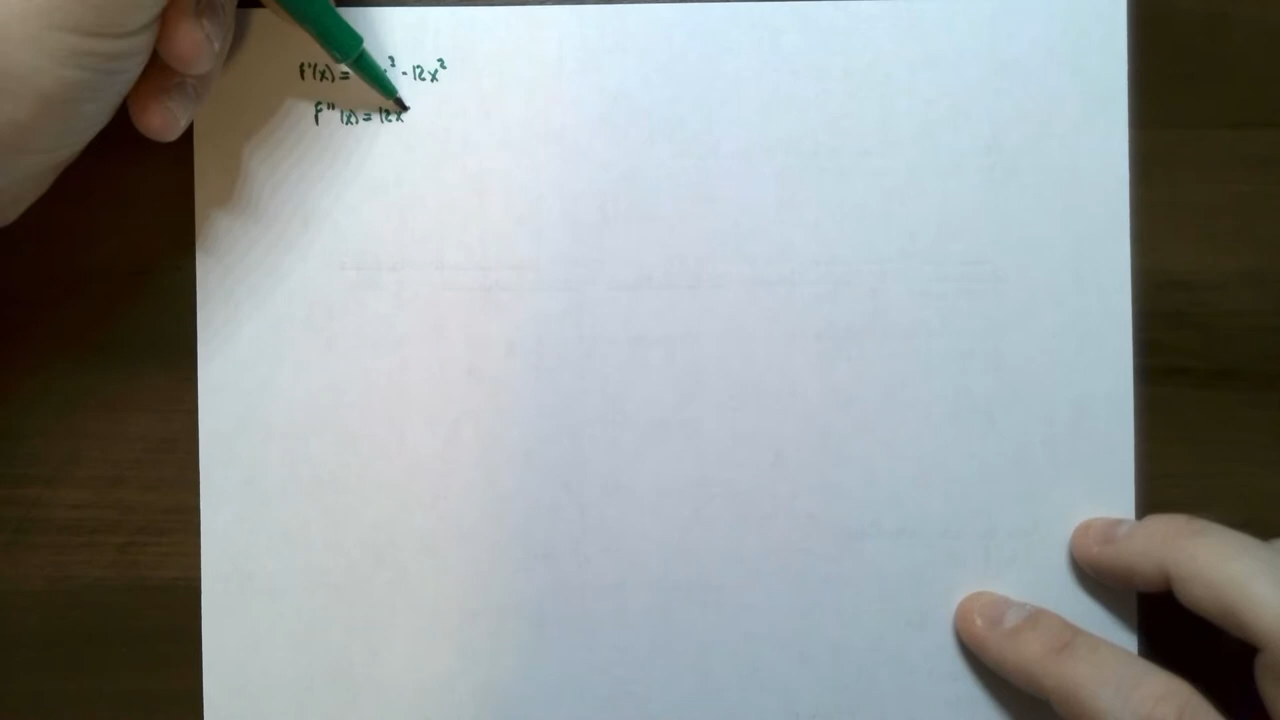 f'(x) = ³ - 12x²
f''(x) = 12x